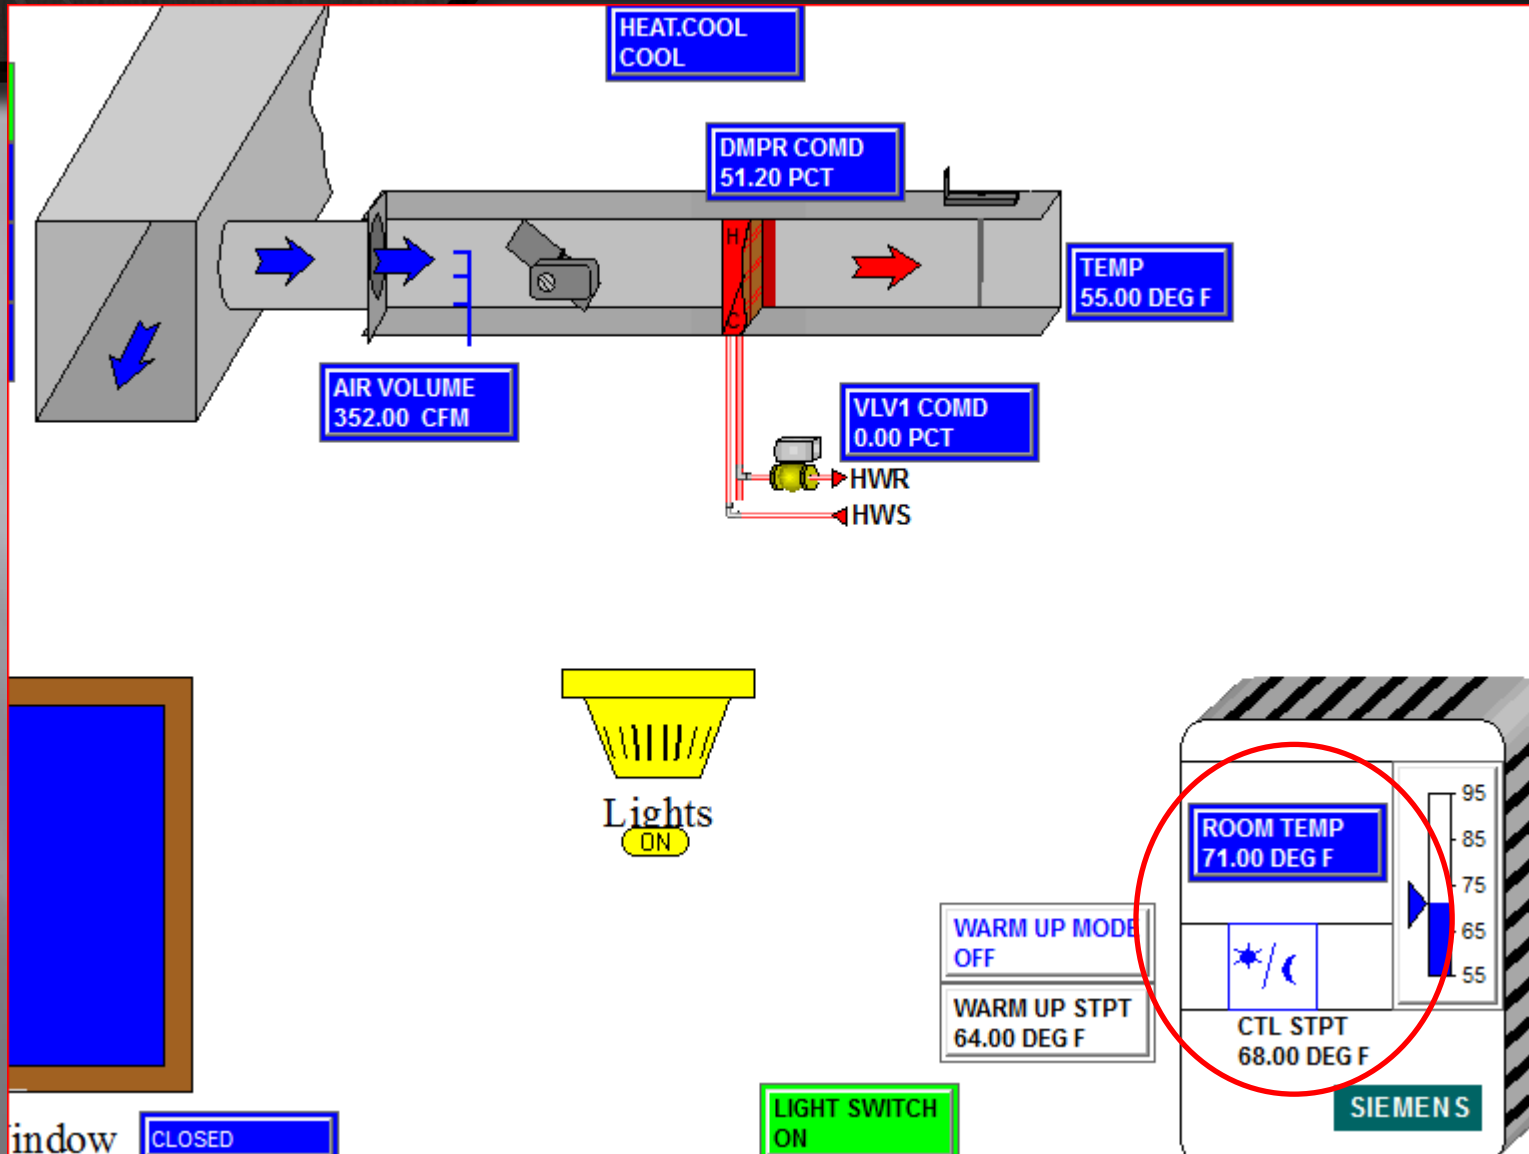 HEAT.COOL
COOL
DMPR COMD
51.20 PCT
H
C
TEMP
55.00 DEG F
AIR VOLUME
352.00 CFM
VLV1 COMD
0.00 PCT
HWR
HWS
Lights
ON
ROOM TEMP
71.00 DEG F
95
85
75
65
55
WARM UP MODE
OFF
WARM UP STPT
64.00 DEG F
CTL STPT
68.00 DEG F
SIEMENS
LIGHT SWITCH
ON
indow
CLOSED